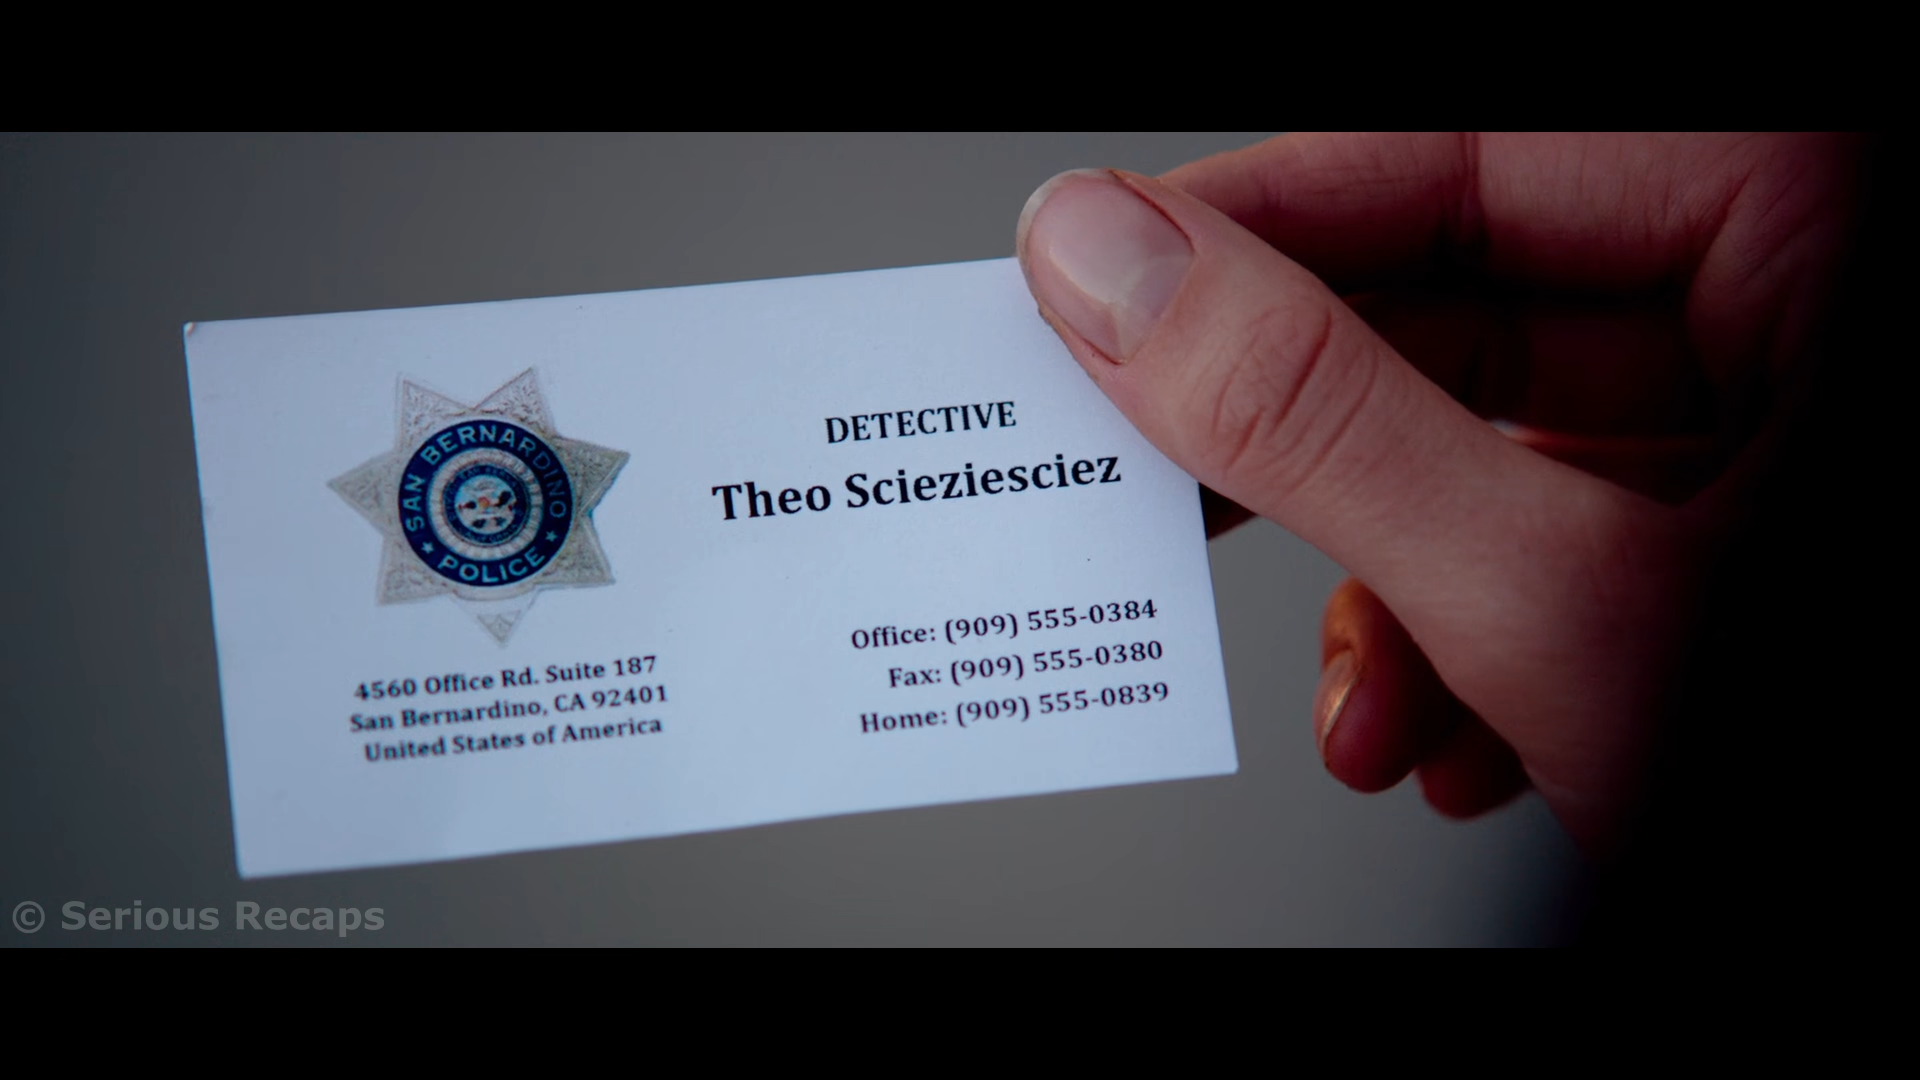 SAN BERNARDINO
POLICE
DETECTIVE
Theo Scieziesciez
4560 Office Rd. Suite 187
San Bernardino, CA 92401
United States of America
Office: (909) 555-0384
Fax: (909) 555-0380
Home: (909) 555-0839
© Serious Recaps